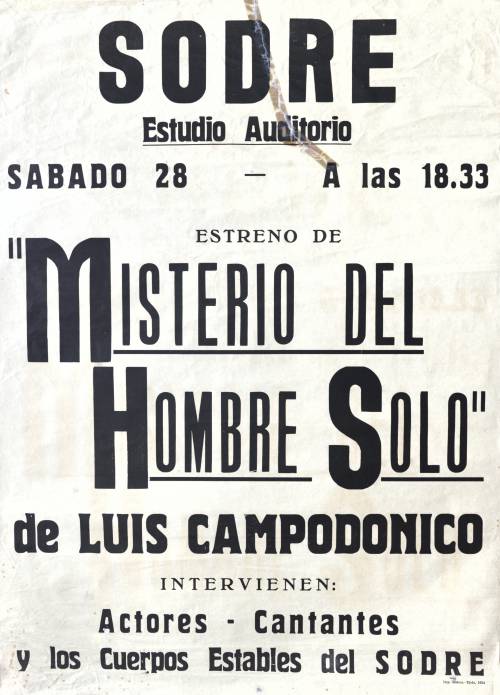 SODRE
Estudio Auditorio
SABADO 28 — A las 18.33
ESTRENO DE
"MISTERIO DEL
HOMBRE SOLO"
de LUIS CAMPODONICO
INTERVIENEN:
Actores - Cantantes
y los Cuerpos Estables del SODRE